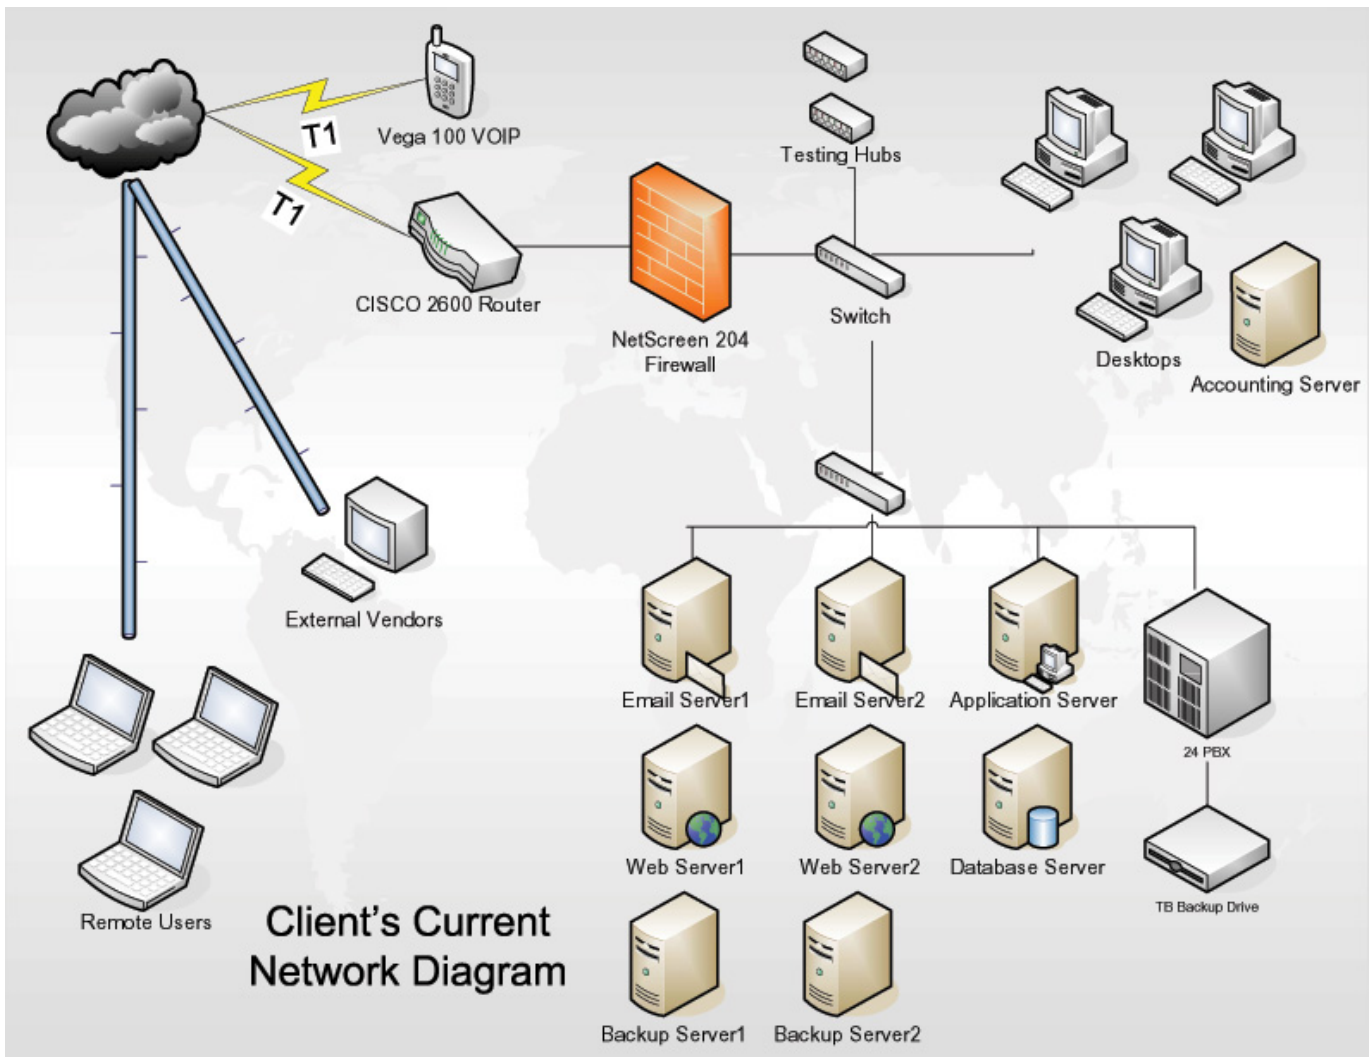 T1
Vega 100 VOIP
T1
CISCO 2600 Router
NetScreen 204
Firewall
Testing Hubs
Switch
Desktops
Accounting Server
External Vendors
Remote Users
Email Server1
Email Server2
Application Server
24 PBX
Web Server1
Web Server2
Database Server
TB Backup Drive
Backup Server1
Backup Server2
Client's Current
Network Diagram